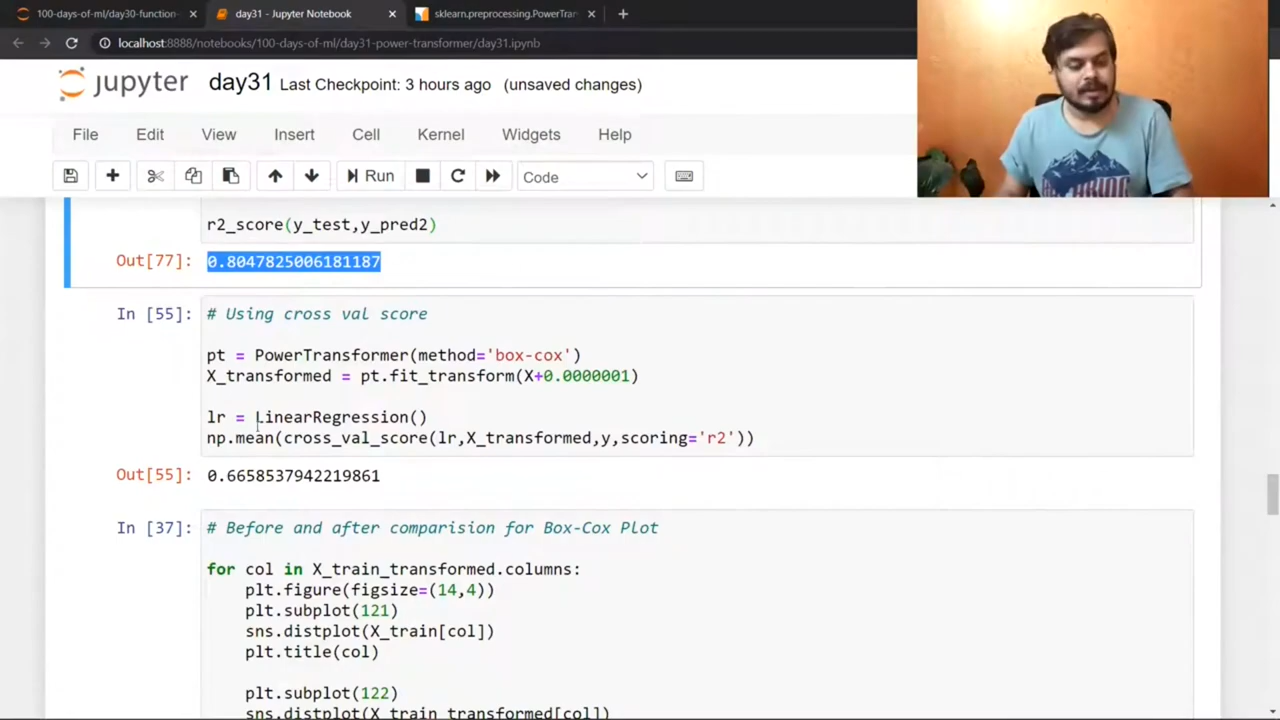 100-days-of-ml/day30-function-
day31 - Jupyter Notebook
sklearn.preprocessing.PowerTran
localhost:8888/notebooks/100-days-of-ml/day31-power-transformer/day31.ipynb
jupyter day31 Last Checkpoint: 3 hours ago (unsaved changes)
File Edit View Insert Cell Kernel Widgets Help
Run Code
r2_score(y_test,y_pred2)
Out[77]: 0.8047825006181187
In [55]: # Using cross val score
pt = PowerTransformer(method='box-cox')
X_transformed = pt.fit_transform(X+0.0000001)
lr = LinearRegression()
np.mean(cross_val_score(lr,X_transformed,y,scoring='r2'))
Out[55]: 0.6658537942219861
In [37]: # Before and after comparision for Box-Cox Plot
for col in X_train_transformed.columns:
plt.figure(figsize=(14,4))
plt.subplot(121)
sns.distplot(X_train[col])
plt.title(col)
plt.subplot(122)
sns.distplot(X_train_transformed[col])